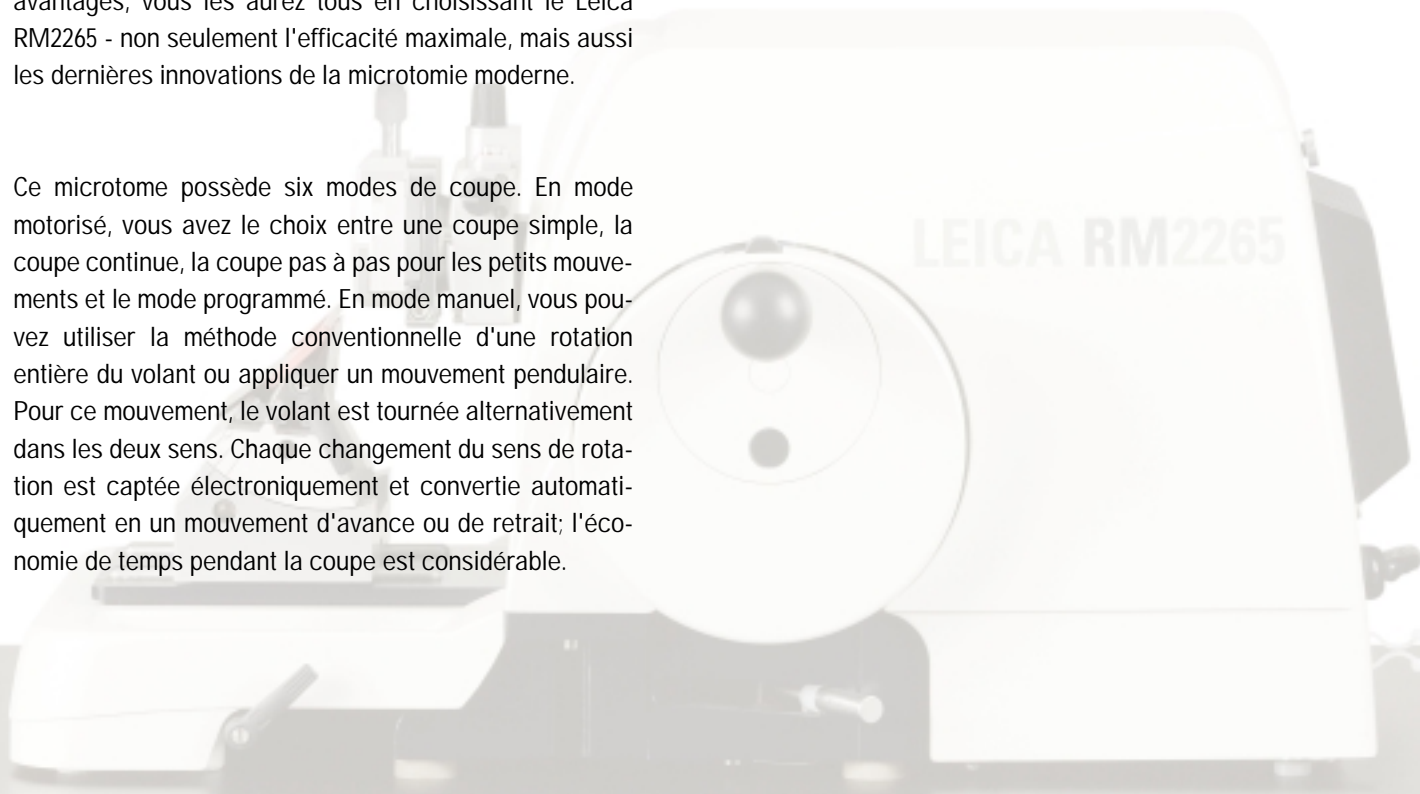 avantages, vous les aurez tous en choisissant le Leica
RM2265 - non seulement l'efficacité maximale, mais aussi
les dernières innovations de la microtomie moderne.
Ce microtome possède six modes de coupe. En mode
motorisé, vous avez le choix entre une coupe simple, la
coupe continue, la coupe pas à pas pour les petits mouve-
ments et le mode programmé. En mode manuel, vous pou-
vez utiliser la méthode conventionnelle d'une rotation
entière du volant ou appliquer un mouvement pendulaire.
Pour ce mouvement, le volant est tournée alternativement
dans les deux sens. Chaque changement du sens de rota-
tion est captée électroniquement et convertie automati-
quement en un mouvement d'avance ou de retrait; l'éco-
nomie de temps pendant la coupe est considérable.
LEICA RM2265